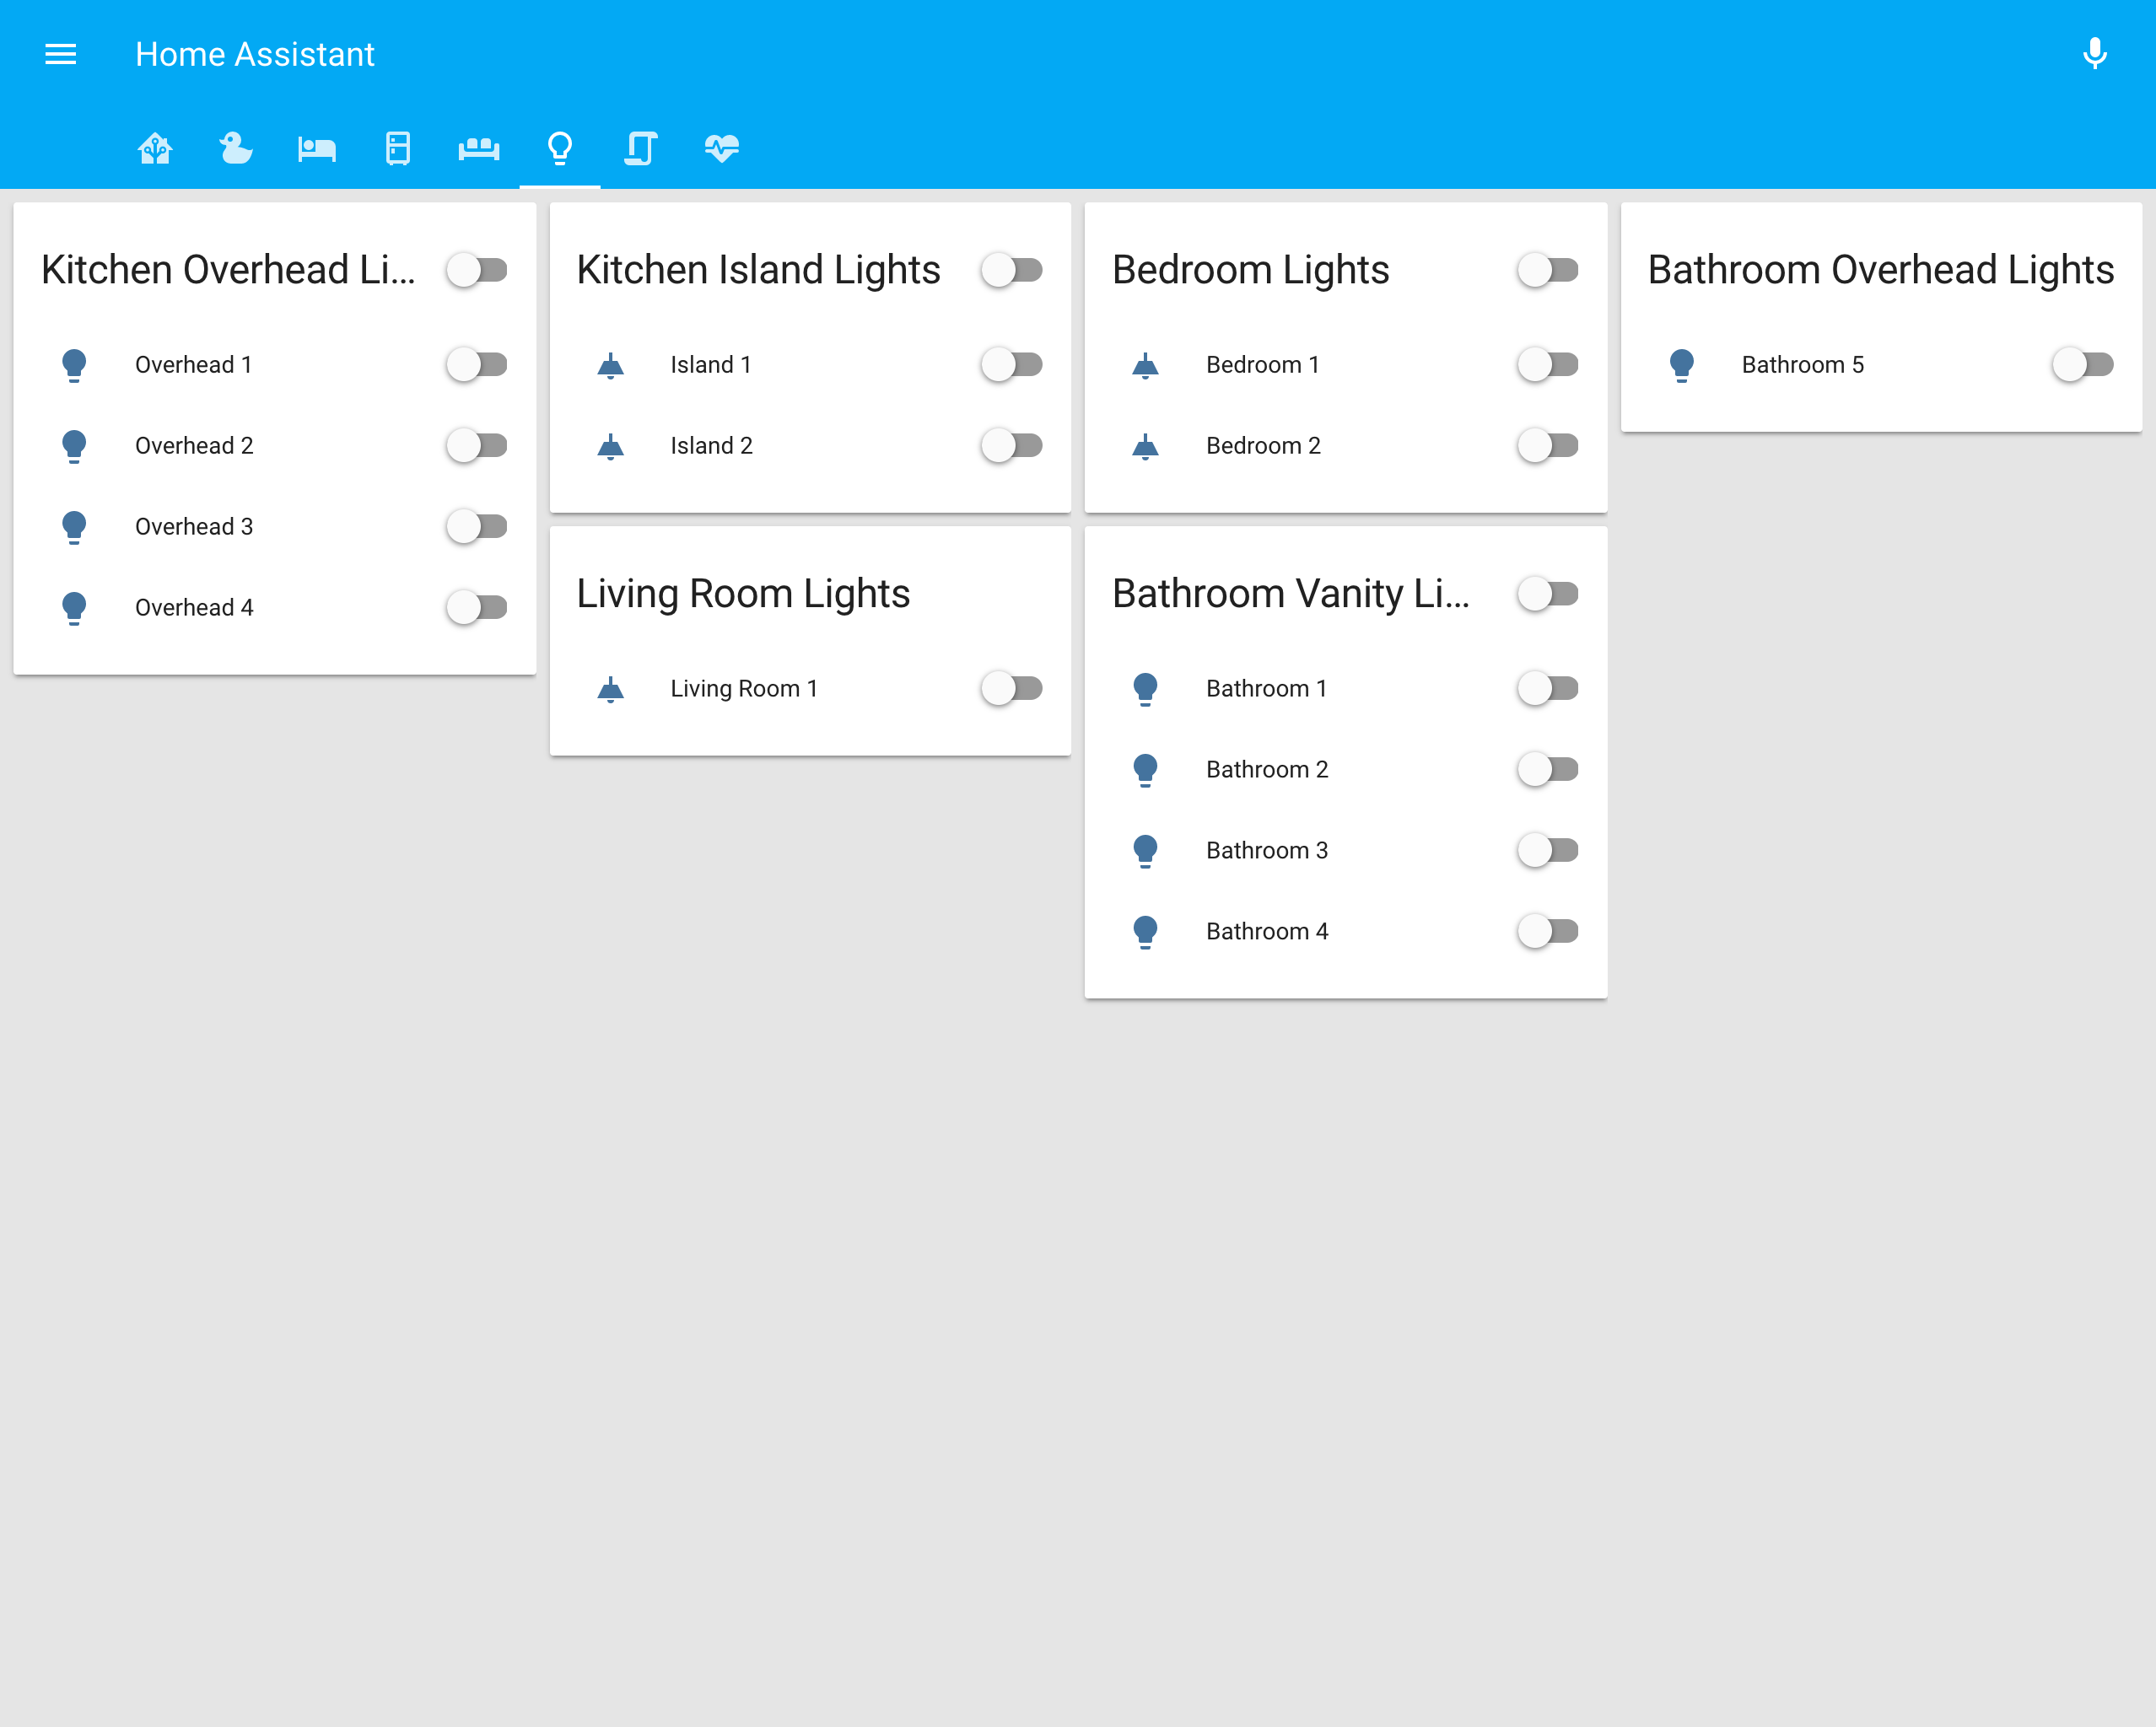 Home Assistant
Kitchen Overhead Li...
Overhead 1
Overhead 2
Overhead 3
Overhead 4
Kitchen Island Lights
Island 1
Island 2
Living Room Lights
Living Room 1
Bedroom Lights
Bedroom 1
Bedroom 2
Bathroom Vanity Li...
Bathroom 1
Bathroom 2
Bathroom 3
Bathroom 4
Bathroom Overhead Lights
Bathroom 5